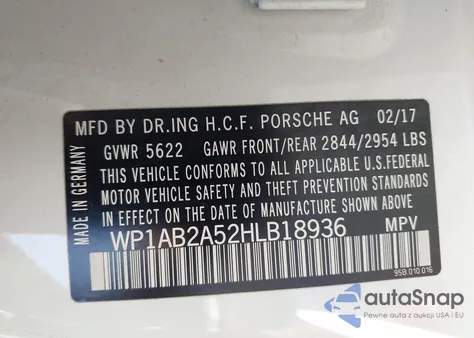 MFD BY DR.ING H.C.F. PORSCHE AG 02/17
GVWR 5622 GAWR FRONT/REAR 2844/2954 LBS
THIS VEHICLE CONFORMS TO ALL APPLICABLE U.S.FEDERAL
MOTOR VEHICLE SAFETY AND THEFT PREVENTION STANDARDS
IN EFFECT ON THE DATE OF MANUFACTURE SHOWN ABOVE
WP1AB2A52HLB18936 MPV
MADE IN GERMANY
95B.010.016
autoSnap
Pewne auta z aukcji USA i EU